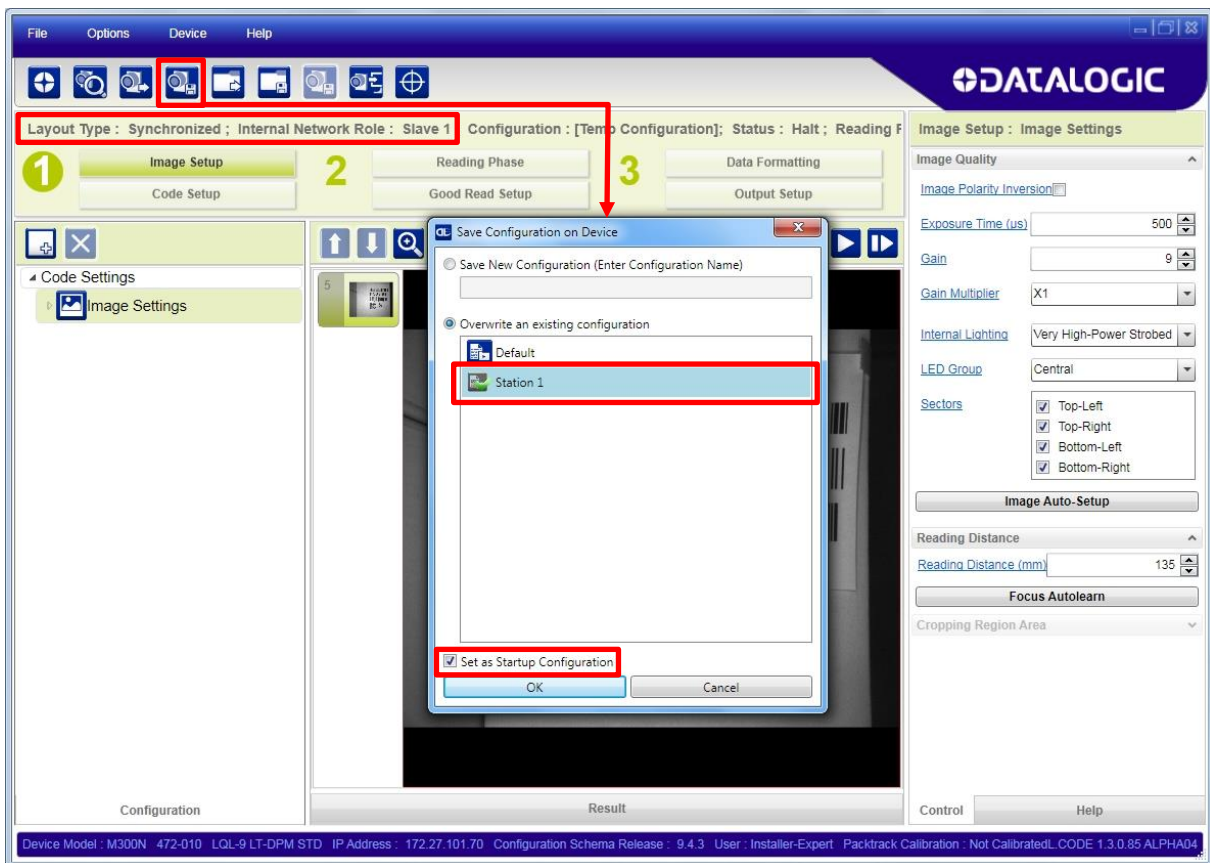 File Options Device Help
DATALOGIC
Layout Type : Synchronized ; Internal Network Role : Slave 1 Configuration : [Temp Configuration]; Status : Halt ; Reading F
1 Image Setup
Code Setup
2 Reading Phase
Good Read Setup
3 Data Formatting
Output Setup
Code Settings
Image Settings
5
Save Configuration on Device
Save New Configuration (Enter Configuration Name)
Overwrite an existing configuration
Default
Station 1
Set as Startup Configuration
OK Cancel
Image Setup : Image Settings
Image Quality
Image Polarity Inversion
Exposure Time (us) 500
Gain 9
Gain Multiplier X1
Internal Lighting Very High-Power Strobed
LED Group Central
Sectors Top-Left
Top-Right
Bottom-Left
Bottom-Right
Image Auto-Setup
Reading Distance
Reading Distance (mm) 135
Focus Autolearn
Cropping Region Area
Configuration Result Control Help
Device Model : M300N 472-010 LQL-9 LT-DPM STD IP Address : 172.27.101.70 Configuration Schema Release : 9.4.3 User : Installer-Expert Packtrack Calibration : Not CalibratedL.CODE 1.3.0.85 ALPHA04